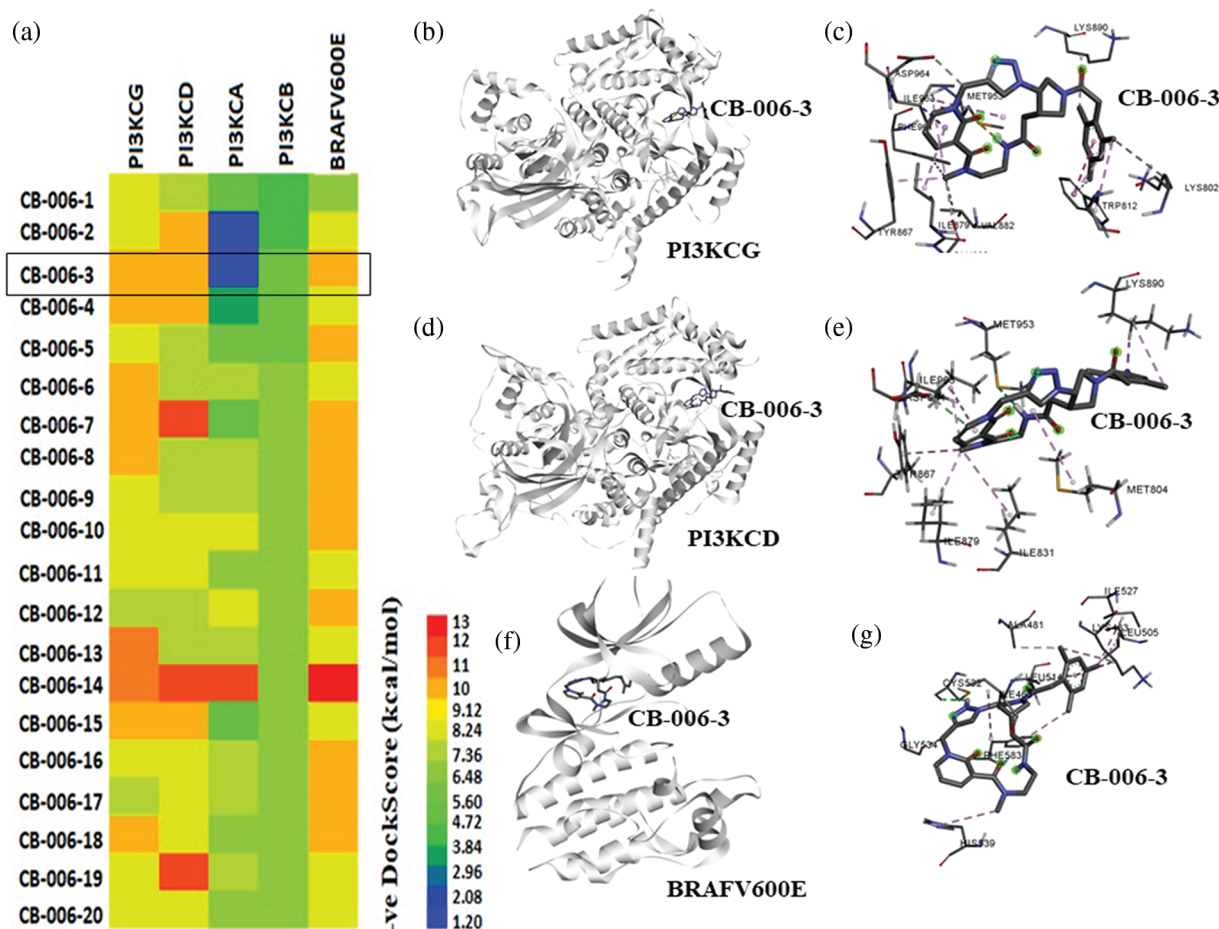 (a)
PI3KCG
PI3KCD
PI3KCA
PI3KCB
BRAFV600E
CB-006-1
CB-006-2
CB-006-3
CB-006-4
CB-006-5
CB-006-6
CB-006-7
CB-006-8
CB-006-9
CB-006-10
CB-006-11
CB-006-12
CB-006-13
CB-006-14
CB-006-15
CB-006-16
CB-006-17
CB-006-18
CB-006-19
CB-006-20
-ve DockScore (kcal/mol)
13
12
11
10
9.12
8.24
7.36
6.48
5.60
4.72
3.84
2.96
2.08
1.20
(b)
CB-006-3
PI3KCG
(c)
LYS890
ASP964
ILE963
MET953
CB-006-3
LYS802
TRP812
TYR867
ILE879
VAL882
(d)
CB-006-3
PI3KCD
(e)
LYS890
MET953
CB-006-3
TYR867
MET804
ILE879
ILE831
(f)
CB-006-3
BRAFV600E
(g)
ILE527
ALA481
LEU505
LEU514
CYS532
GLY534
PHE583
CB-006-3
HIS539